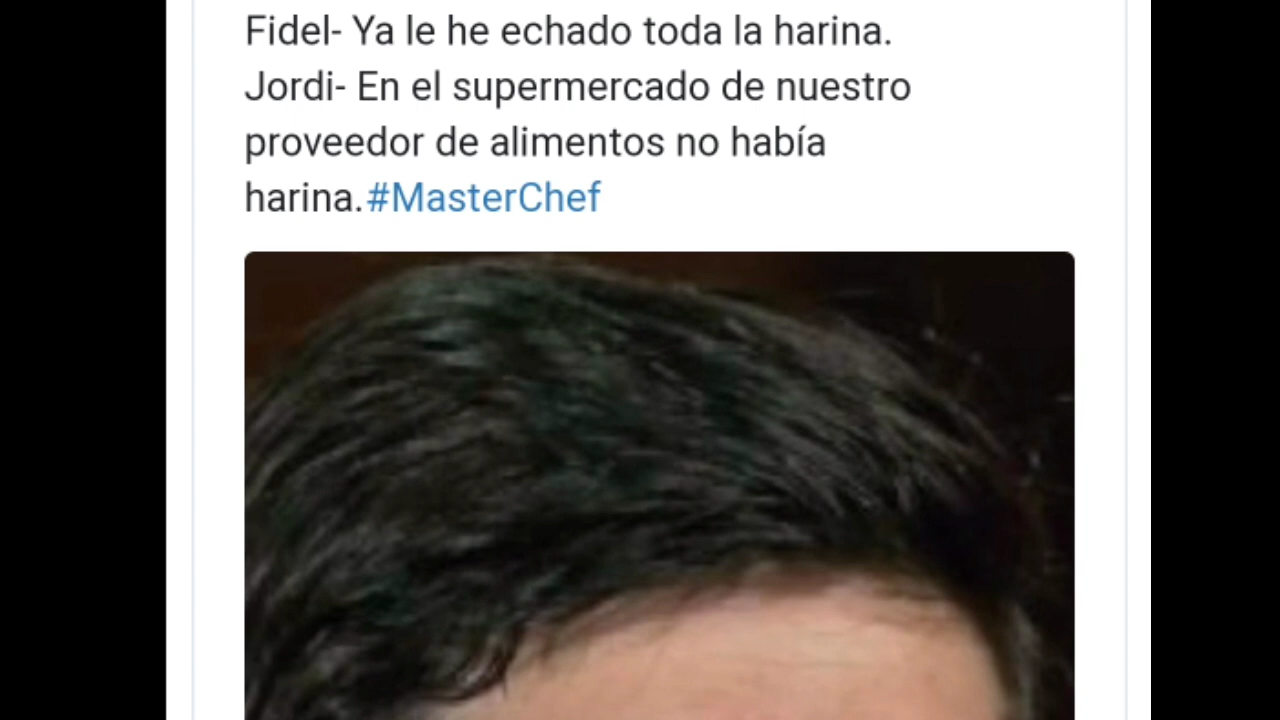 Fidel- Ya le he echado toda la harina.
Jordi- En el supermercado de nuestro
proveedor de alimentos no había
harina.#MasterChef